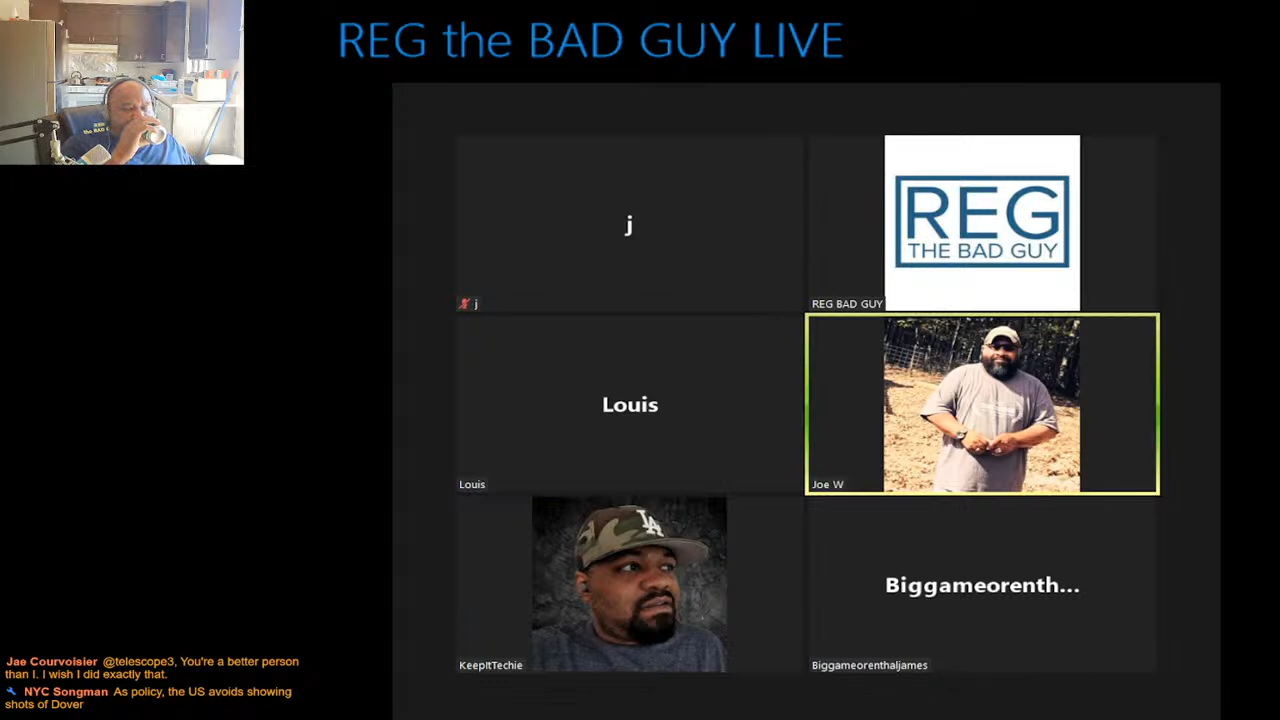 REG the BAD GUY LIVE
the BAD
j
j
REG
THE BAD GUY
REG BAD GUY
Louis
Louis
Joe W
LA
KeepItTechie
Biggameorenth...
Biggameorenthaljames
Jae Courvoisier @telescope3, You're a better person
than I. I wish I did exactly that.
NYC Songman As policy, the US avoids showing
shots of Dover